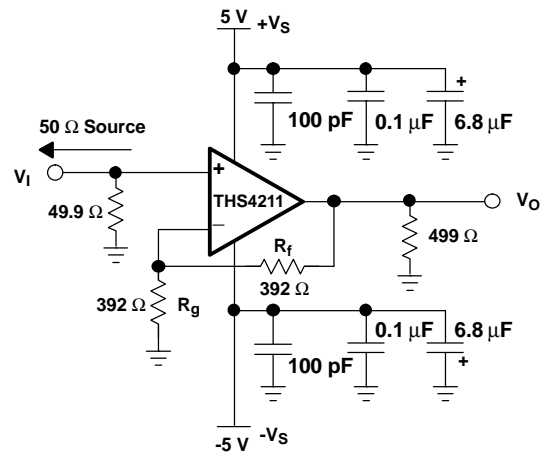 5 V
+VS
+
100 pF
0.1 μF
6.8 μF
50 Ω Source
VI
49.9 Ω
+
THS4211
−
VO
499 Ω
Rf
392 Ω
392 Ω
Rg
0.1 μF
6.8 μF
100 pF
+
-5 V
-VS